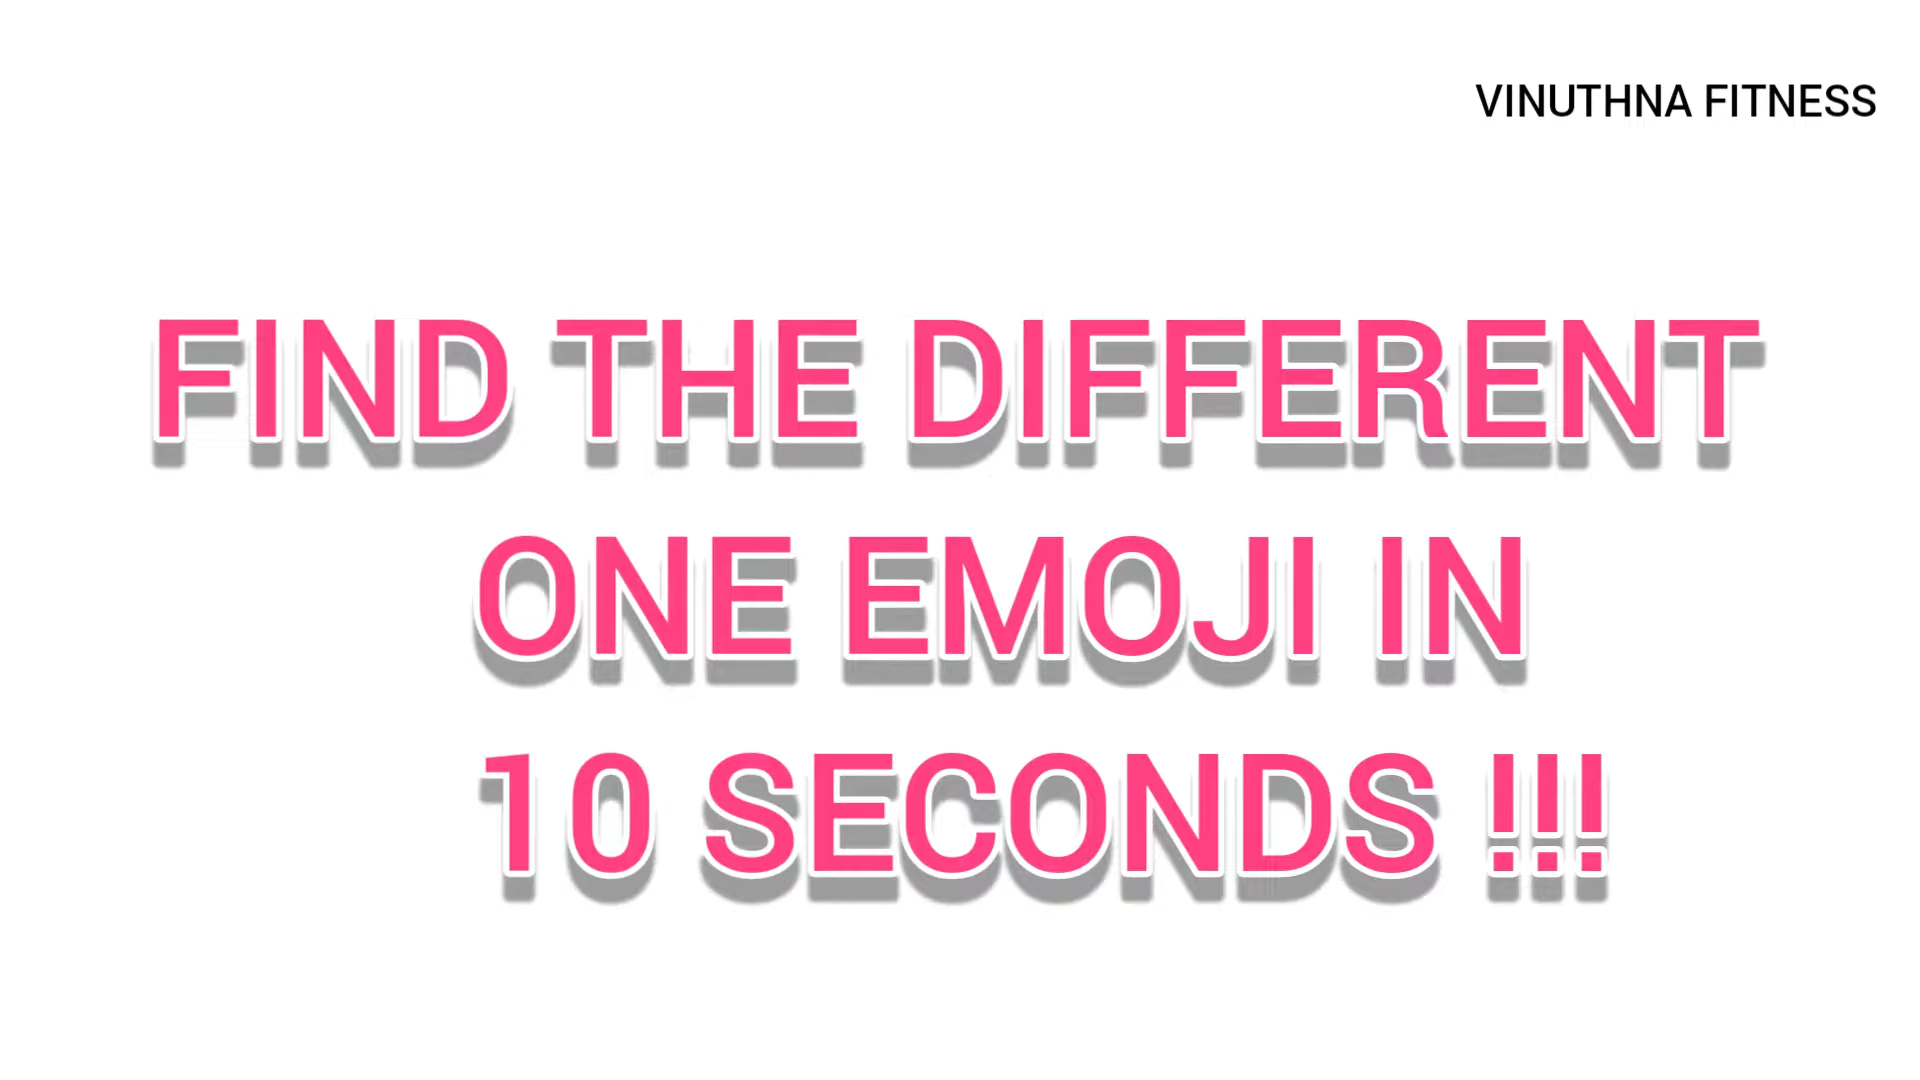 VINUTHNA FITNESS
FIND THE DIFFERENT
ONE EMOJI IN
10 SECONDS !!!